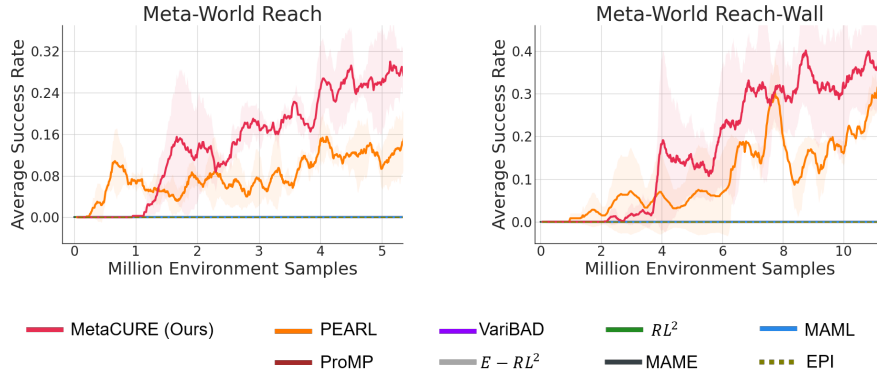 Meta-World Reach
Average Success Rate
0.32
0.24
0.16
0.08
0.00
0 1 2 3 4 5
Million Environment Samples
Meta-World Reach-Wall
Average Success Rate
0.4
0.3
0.2
0.1
0.0
0 2 4 6 8 10
Million Environment Samples
MetaCURE (Ours) PEARL VariBAD RL² MAML
ProMP E − RL² MAME EPI